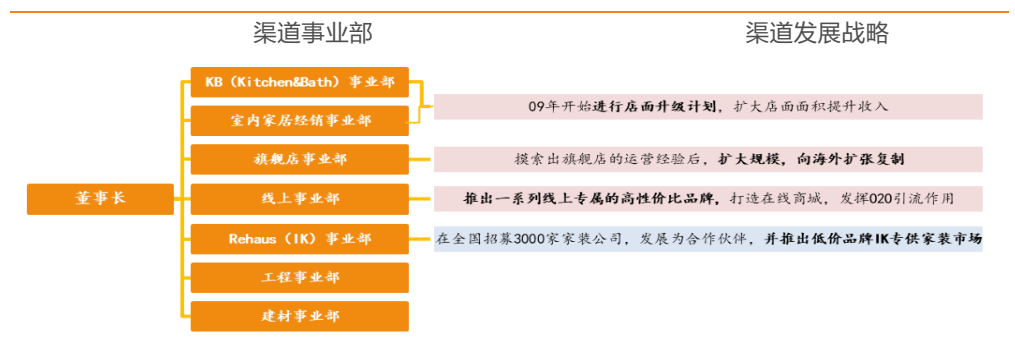 渠道事业部
渠道发展战略
KB（Kitchen&Bath）事业部
09年开始进行店面升级计划，扩大店面面积提升收入
室内家居经销事业部
旗舰店事业部
摸索出旗舰店的运营经验后，扩大规模，向海外扩张复制
董事长
线上事业部
推出一系列线上专属的高性价比品牌，打造在线商城，发挥O2O引流作用
Rehaus（IK）事业部
在全国招募3000家家装公司，发展为合作伙伴，并推出低价品牌IK专供家装市场
工程事业部
建材事业部